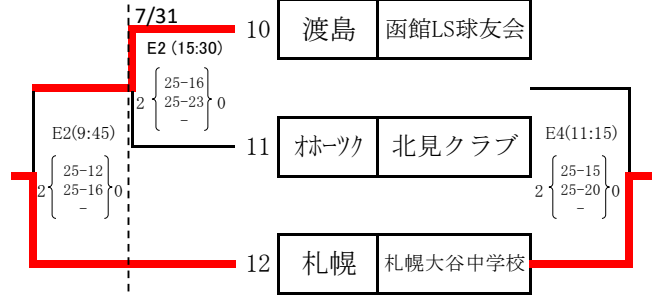 7/31
10 渡島 函館LS球友会
E2 (15:30)
25-16
2 25-23 0
-
E2(9:45)
25-12
2 25-16 0
-
11 ｵﾎｰﾂｸ 北見クラブ
E4(11:15)
25-15
2 25-20 0
-
12 札幌 札幌大谷中学校